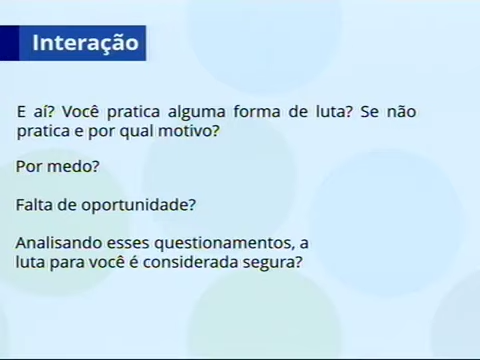 Interação
E aí? Você pratica alguma forma de luta? Se não
pratica e por qual motivo?
Por medo?
Falta de oportunidade?
Analisando esses questionamentos, a
luta para você é considerada segura?